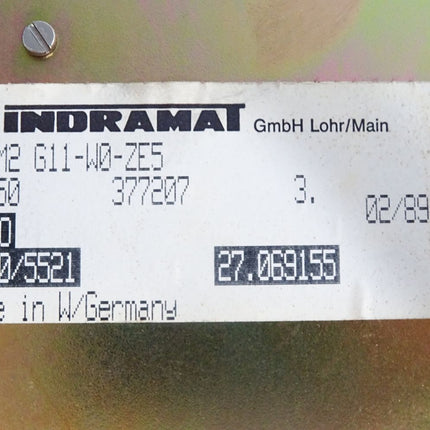 INDRAMAT GmbH Lohr/Main
M2 G11-W0-ZE5
50 377207 3. 02/89
0
0/5521 27.069155
e in W/Germany